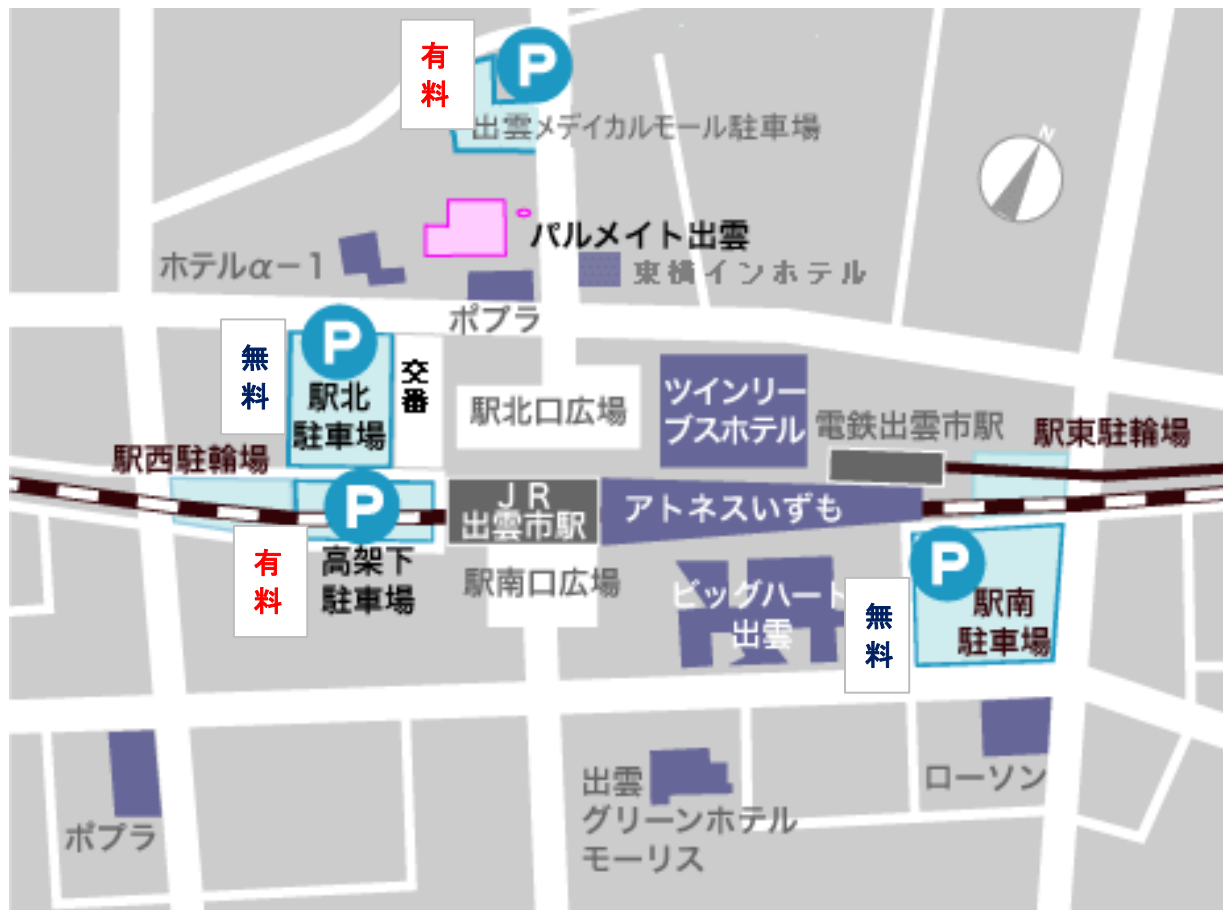 有
料
P
出雲メデイカルモール駐車場
N
パルメイト出雲
ホテルα－1
東横インホテル
ポプラ
無
料
P
駅北
駐車場
交
番
駅北口広場
ツインリー
ブスホテル
電鉄出雲市駅
駅東駐輪場
駅西駐輪場
P
高架下
駐車場
有
料
ＪＲ
出雲市駅
アトネスいずも
駅南口広場
ビッグハート
出雲
無
料
P
駅南
駐車場
ポプラ
出雲
グリーンホテル
モーリス
ローソン